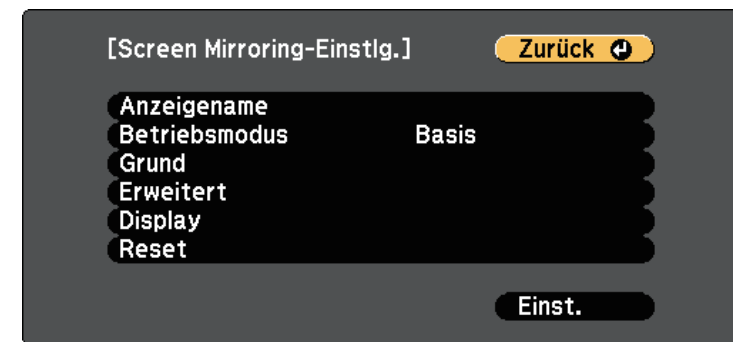 [Screen Mirroring-Einstlg.] Zurück
Anzeigename
Betriebsmodus Basis
Grund
Erweitert
Display
Reset
Einst.